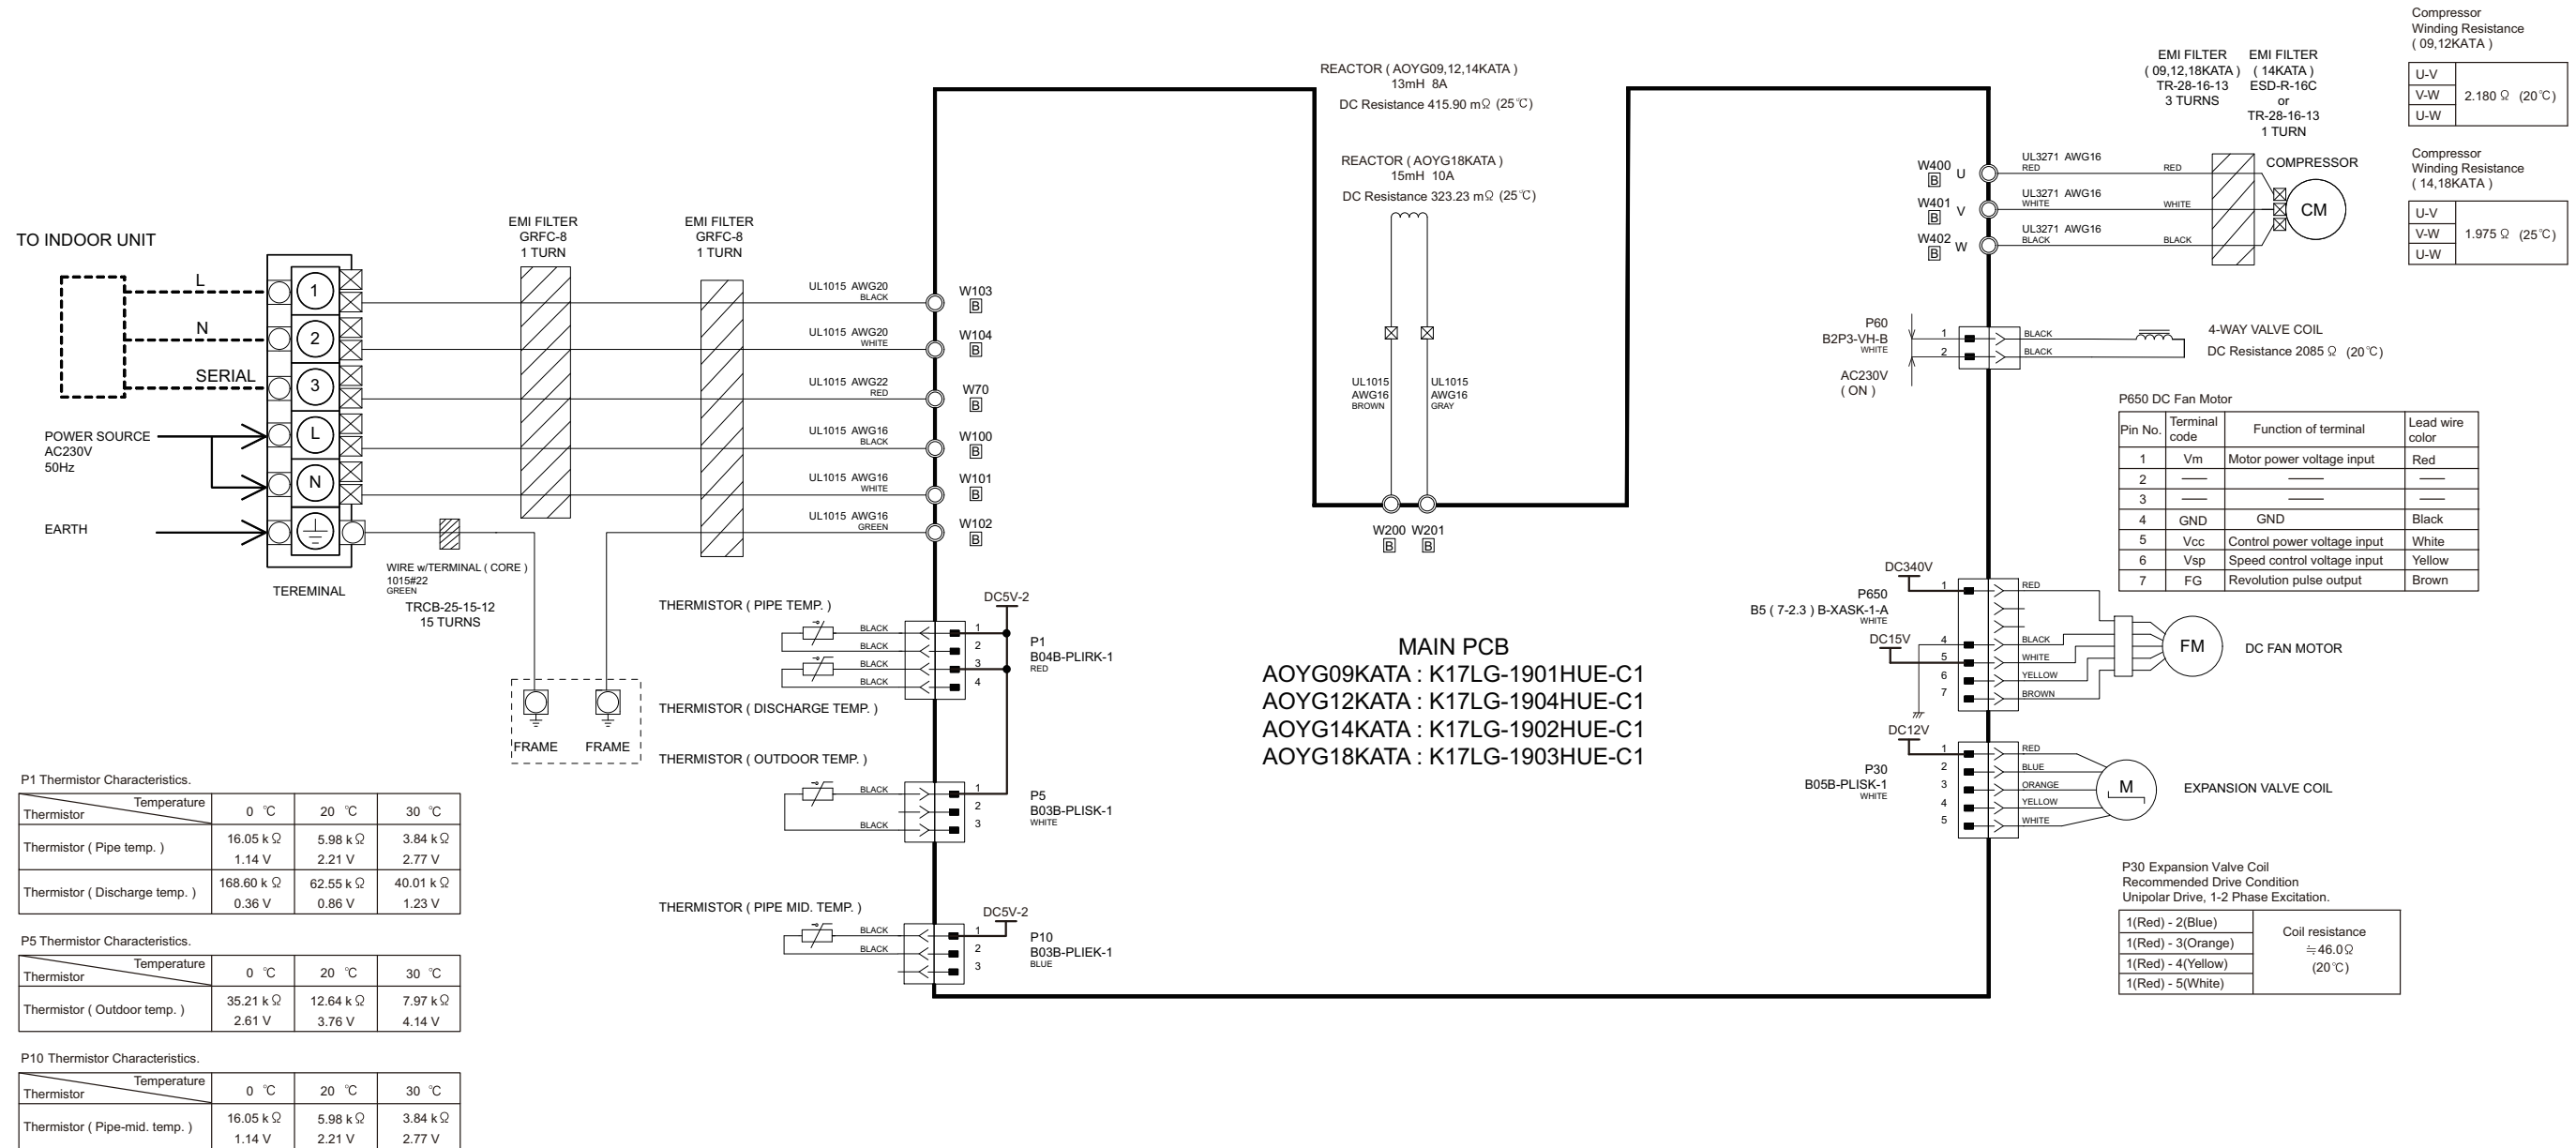 TO INDOOR UNIT
L
N
SERIAL
POWER SOURCE
AC230V
50Hz
EARTH
1
2
3
L
N
TEREMINAL
EMI FILTER
GRFC-8
1 TURN
EMI FILTER
GRFC-8
1 TURN
WIRE w/TERMINAL ( CORE )
1015#22
GREEN
TRCB-25-15-12
15 TURNS
FRAME
FRAME
UL1015 AWG20
BLACK
W103
B
UL1015 AWG20
WHITE
W104
B
UL1015 AWG22
RED
W70
B
UL1015 AWG16
BLACK
W100
B
UL1015 AWG16
WHITE
W101
B
UL1015 AWG16
GREEN
W102
B
THERMISTOR ( PIPE TEMP. )
BLACK
BLACK
BLACK
BLACK
THERMISTOR ( DISCHARGE TEMP. )
DC5V-2
1
2
3
4
P1
B04B-PLIRK-1
RED
THERMISTOR ( OUTDOOR TEMP. )
BLACK
BLACK
1
2
3
P5
B03B-PLISK-1
WHITE
THERMISTOR ( PIPE MID. TEMP. )
BLACK
BLACK
DC5V-2
1
2
3
P10
B03B-PLIEK-1
BLUE
REACTOR ( AOYG09,12,14KATA )
13mH 8A
DC Resistance 415.90 mΩ (25℃)
REACTOR ( AOYG18KATA )
15mH 10A
DC Resistance 323.23 mΩ (25℃)
UL1015
AWG16
BROWN
UL1015
AWG16
GRAY
W200 W201
B B
MAIN PCB
AOYG09KATA : K17LG-1901HUE-C1
AOYG12KATA : K17LG-1904HUE-C1
AOYG14KATA : K17LG-1902HUE-C1
AOYG18KATA : K17LG-1903HUE-C1
EMI FILTER
( 09,12,18KATA )
TR-28-16-13
3 TURNS
EMI FILTER
( 14KATA )
ESD-R-16C
or
TR-28-16-13
1 TURN
W400 U
B
UL3271 AWG16
RED RED
W401 V
B
UL3271 AWG16
WHITE WHITE
W402 W
B
UL3271 AWG16
BLACK BLACK
COMPRESSOR
CM
Compressor
Winding Resistance
( 09,12KATA )
U-V
V-W 2.180 Ω (20℃)
U-W
Compressor
Winding Resistance
( 14,18KATA )
U-V
V-W 1.975 Ω (25℃)
U-W
P60
B2P3-VH-B
WHITE
AC230V
( ON )
1
2
BLACK
BLACK
4-WAY VALVE COIL
DC Resistance 2085 Ω (20℃)
P650 DC Fan Motor
Pin No. Terminal code Function of terminal Lead wire color
1 Vm Motor power voltage input Red
2 — — —
3 — — —
4 GND GND Black
5 Vcc Control power voltage input White
6 Vsp Speed control voltage input Yellow
7 FG Revolution pulse output Brown
DC340V
P650
B5 ( 7-2.3 ) B-XASK-1-A
WHITE
DC15V
1
4
5
6
7
RED
BLACK
WHITE
YELLOW
BROWN
FM
DC FAN MOTOR
DC12V
P30
B05B-PLISK-1
WHITE
1
2
3
4
5
RED
BLUE
ORANGE
YELLOW
WHITE
M
EXPANSION VALVE COIL
P30 Expansion Valve Coil
Recommended Drive Condition
Unipolar Drive, 1-2 Phase Excitation.
1(Red) - 2(Blue)
1(Red) - 3(Orange)
1(Red) - 4(Yellow)
1(Red) - 5(White)
Coil resistance
≒46.0Ω
(20℃)
P1 Thermistor Characteristics.
Temperature
Thermistor 0 ℃ 20 ℃ 30 ℃
Thermistor ( Pipe temp. ) 16.05 kΩ 5.98 kΩ 3.84 kΩ
1.14 V 2.21 V 2.77 V
Thermistor ( Discharge temp. ) 168.60 kΩ 62.55 kΩ 40.01 kΩ
0.36 V 0.86 V 1.23 V
P5 Thermistor Characteristics.
Temperature
Thermistor 0 ℃ 20 ℃ 30 ℃
Thermistor ( Outdoor temp. ) 35.21 kΩ 12.64 kΩ 7.97 kΩ
2.61 V 3.76 V 4.14 V
P10 Thermistor Characteristics.
Temperature
Thermistor 0 ℃ 20 ℃ 30 ℃
Thermistor ( Pipe-mid. temp. ) 16.05 kΩ 5.98 kΩ 3.84 kΩ
1.14 V 2.21 V 2.77 V